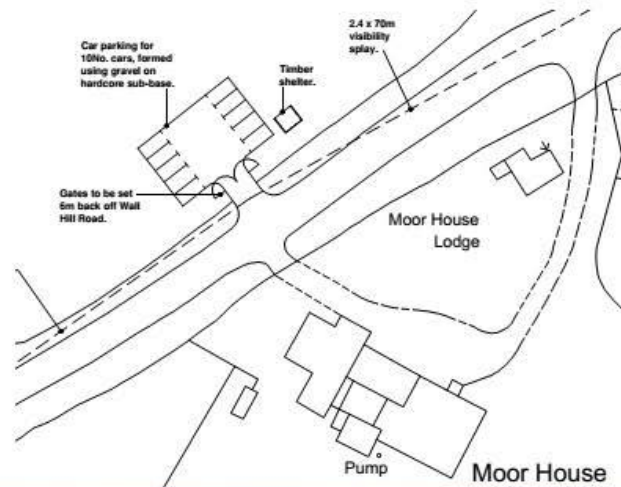 Car parking for
10No. cars, formed
using gravel on
hardcore sub-base.
Timber
shelter.
2.4 x 70m
visibility
splay.
Gates to be set
6m back off Wall
Hill Road.
Moor House
Lodge
Pump
Moor House